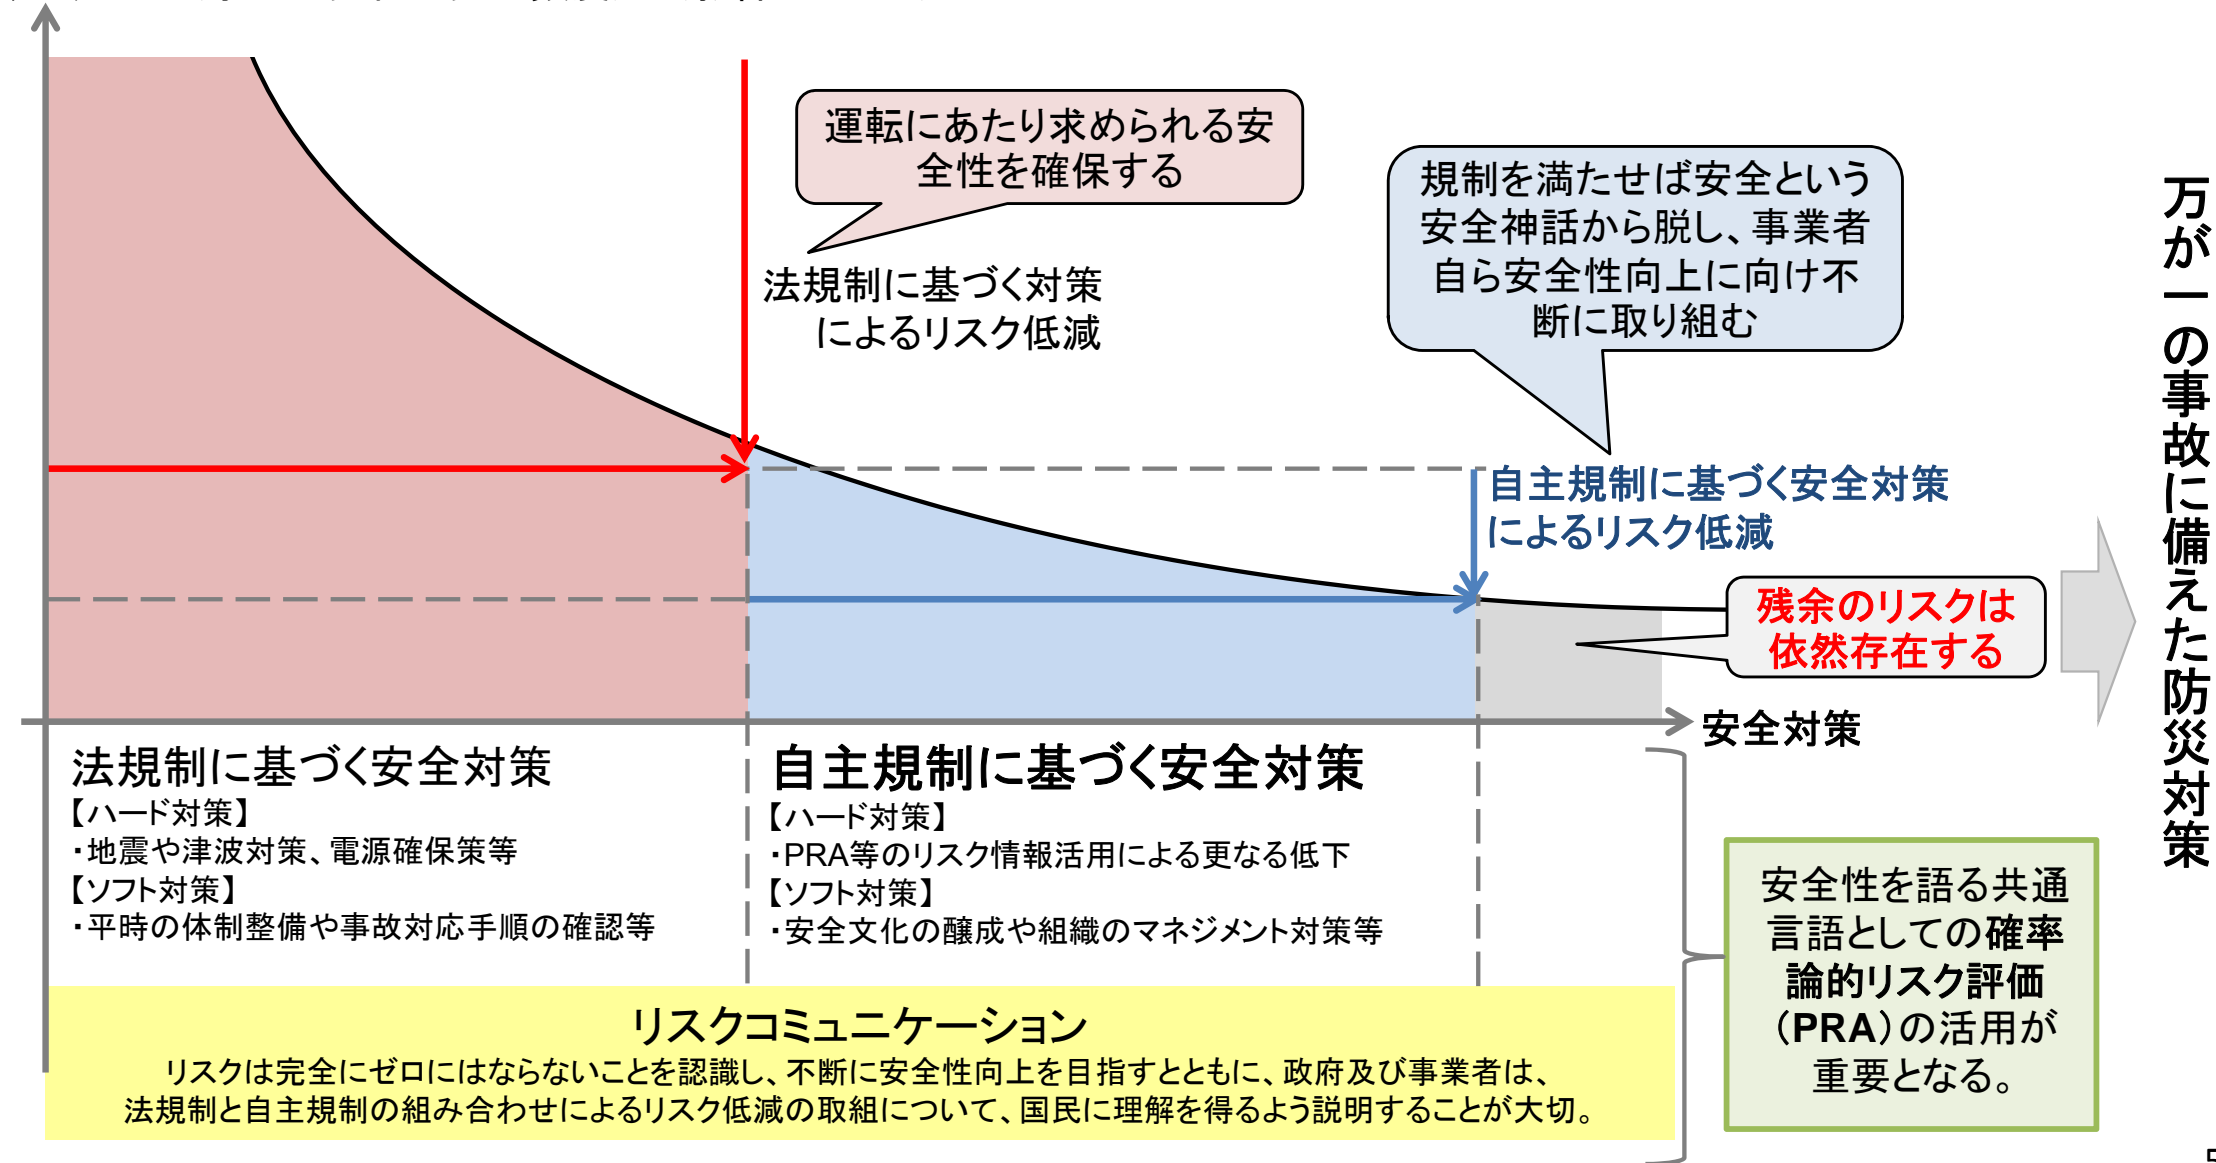 運転にあたり求められる安
全性を確保する
規制を満たせば安全という
安全神話から脱し、事業者
自ら安全性向上に向け不
断に取り組む
法規制に基づく対策
によるリスク低減
自主規制に基づく安全対策
によるリスク低減
残余のリスクは
依然存在する
万が一の事故に備えた防災対策
安全対策
法規制に基づく安全対策
【ハード対策】
・地震や津波対策、電源確保策等
【ソフト対策】
・平時の体制整備や事故対応手順の確認等
自主規制に基づく安全対策
【ハード対策】
・PRA等のリスク情報活用による更なる低下
【ソフト対策】
・安全文化の醸成や組織のマネジメント対策等
安全性を語る共通
言語としての確率
論的リスク評価
（PRA）の活用が
重要となる。
リスクコミュニケーション
リスクは完全にゼロにはならないことを認識し、不断に安全性向上を目指すとともに、政府及び事業者は、
法規制と自主規制の組み合わせによるリスク低減の取組について、国民に理解を得るよう説明することが大切。